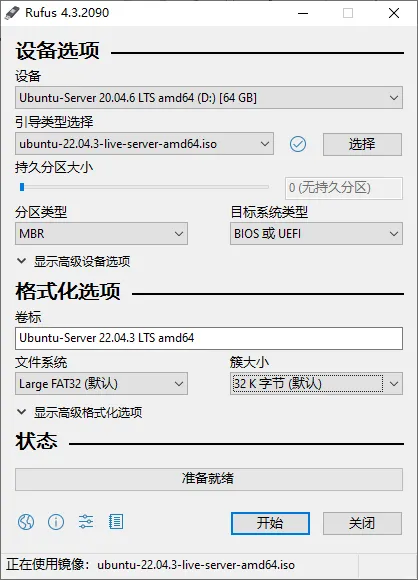 Rufus 4.3.2090
设备选项
设备
Ubuntu-Server 20.04.6 LTS amd64 (D:) [64 GB]
引导类型选择
ubuntu-22.04.3-live-server-amd64.iso
选择
持久分区大小
0 (无持久分区)
分区类型
目标系统类型
MBR
BIOS 或 UEFI
显示高级设备选项
格式化选项
卷标
Ubuntu-Server 22.04.3 LTS amd64
文件系统
簇大小
Large FAT32 (默认)
32 K 字节 (默认)
显示高级格式化选项
状态
准备就绪
开始
关闭
正在使用镜像：ubuntu-22.04.3-live-server-amd64.iso